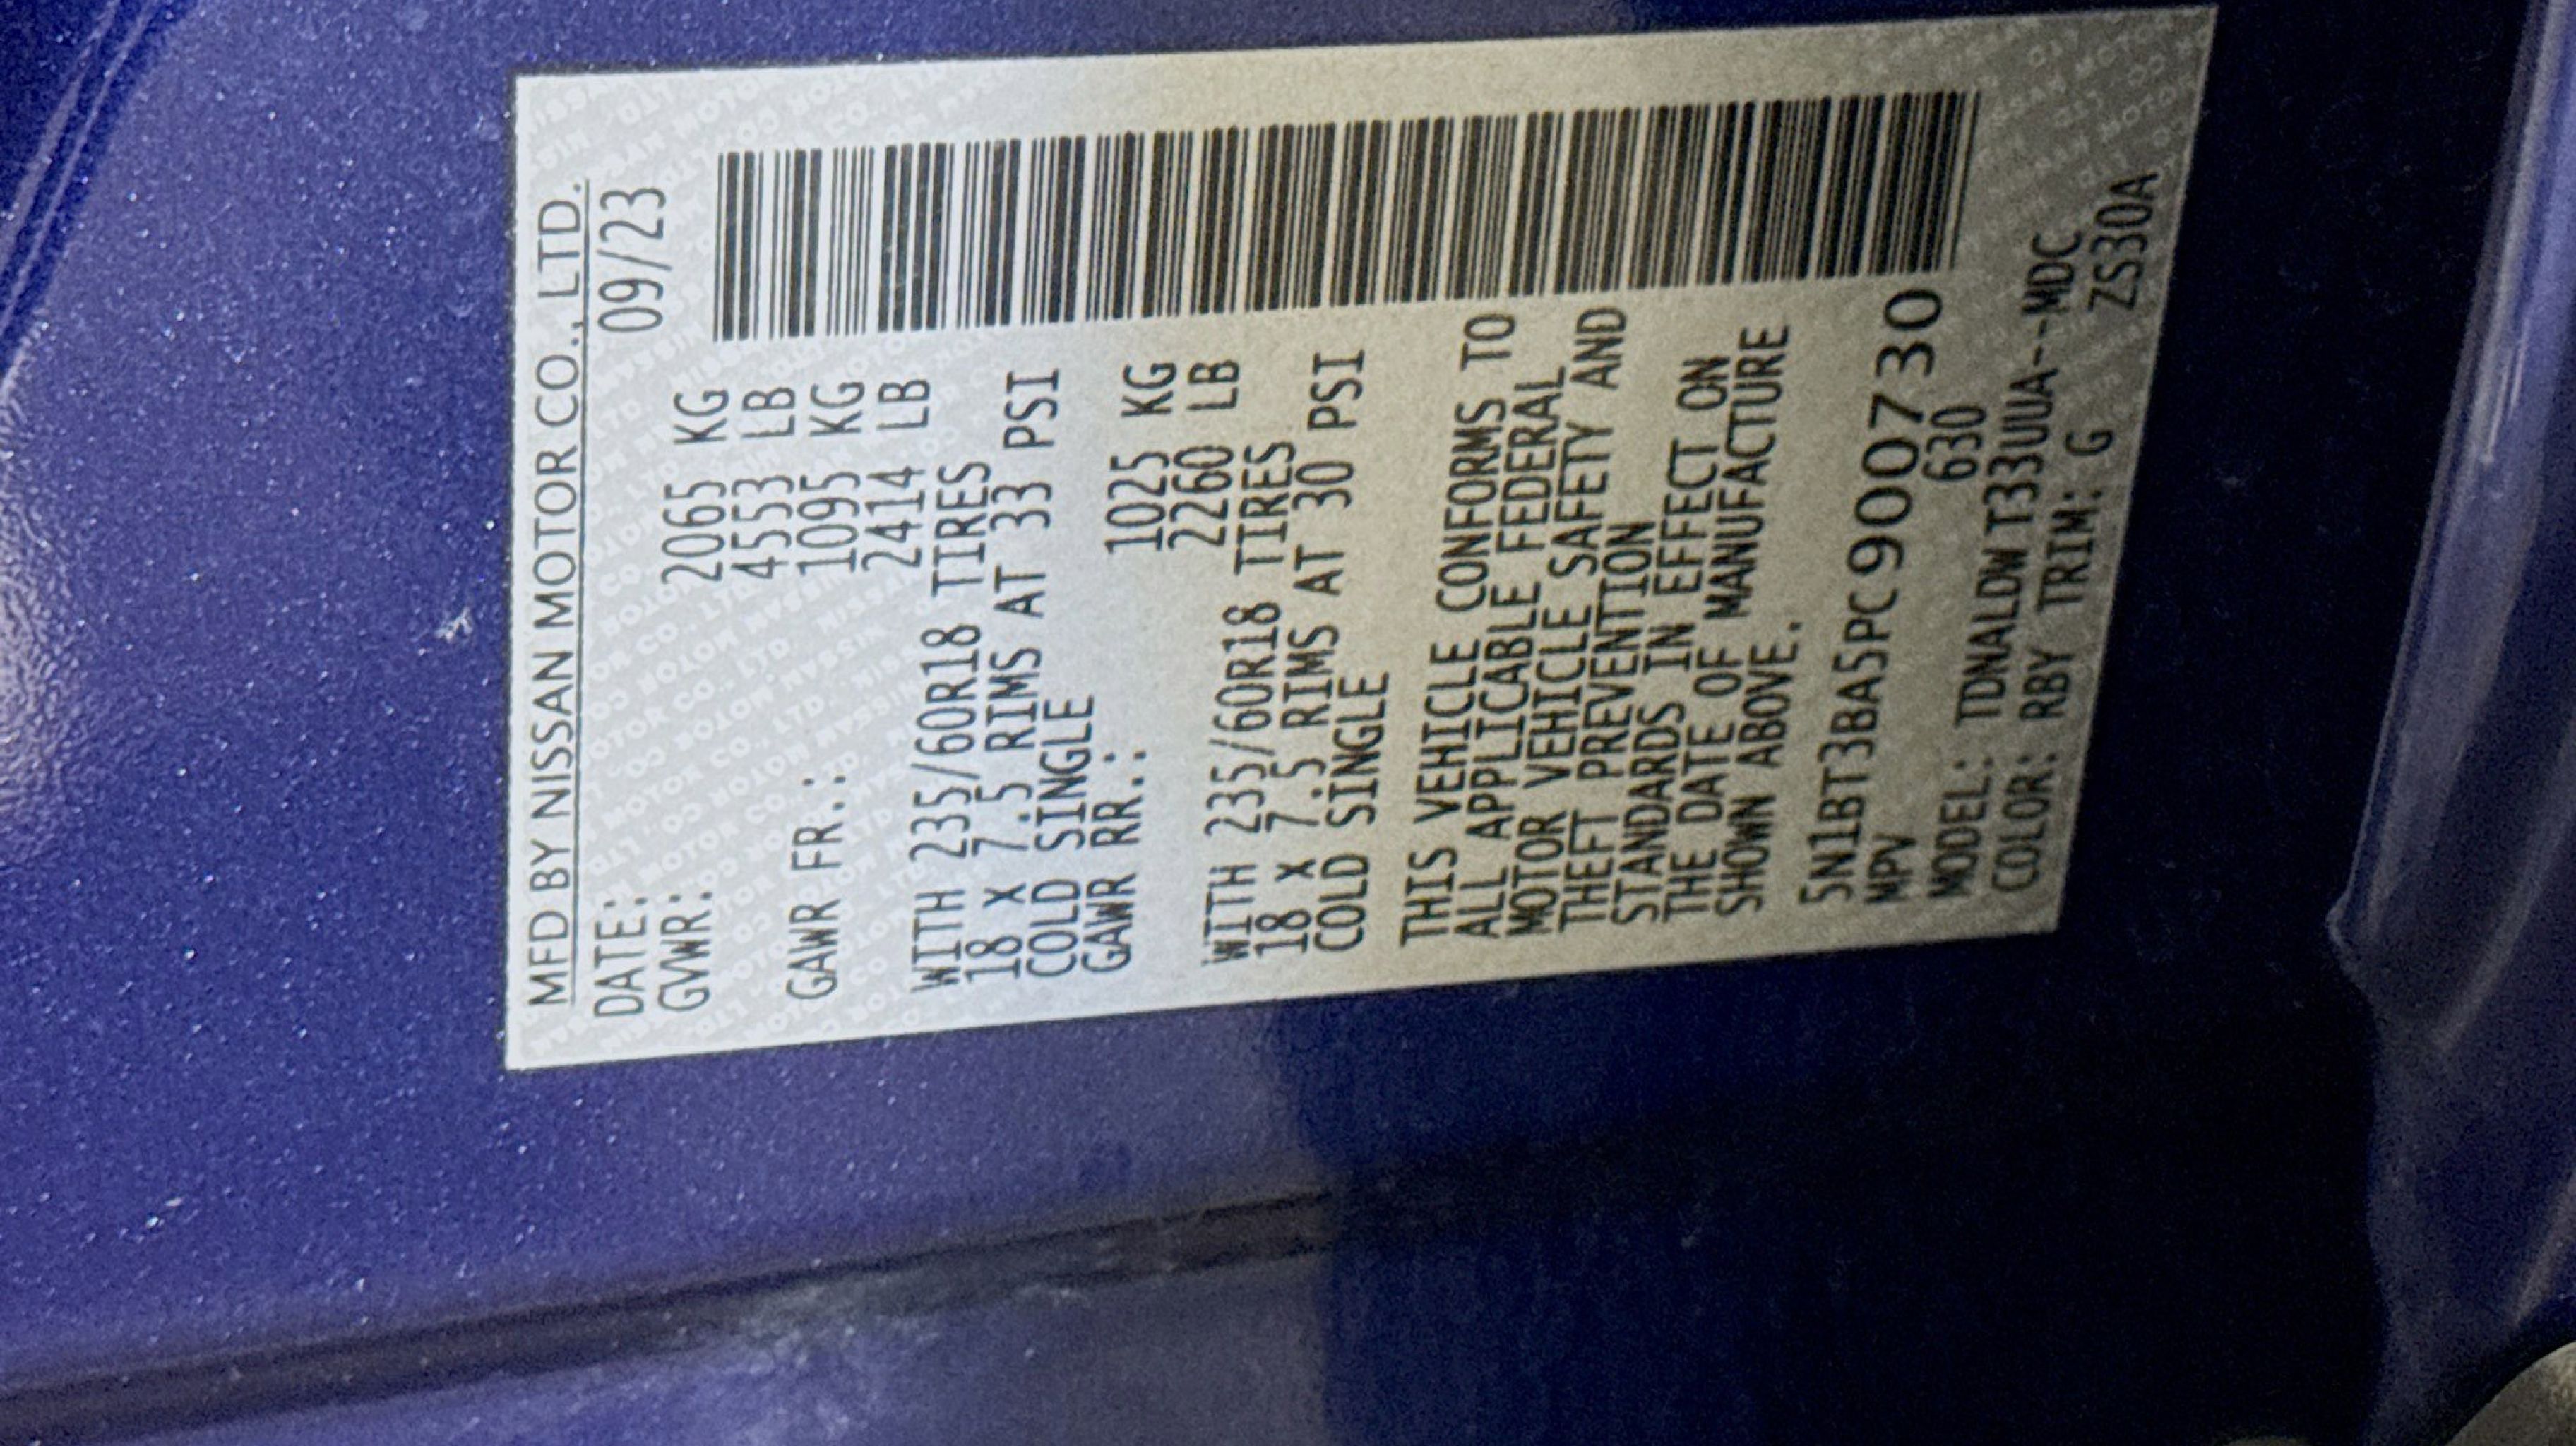 MFD BY NISSAN MOTOR CO., LTD.
DATE: 09/23
GVWR: 2065 KG
4553 LB
GAWR FR.: 1095 KG
2414 LB
WITH 235/60R18 TIRES
18 X 7.5 RIMS AT 33 PSI
COLD SINGLE
GAWR RR.: 1025 KG
2260 LB
WITH 235/60R18 TIRES
18 X 7.5 RIMS AT 30 PSI
COLD SINGLE
THIS VEHICLE CONFORMS TO
ALL APPLICABLE FEDERAL
MOTOR VEHICLE SAFETY AND
THEFT PREVENTION
STANDARDS IN EFFECT ON
THE DATE OF MANUFACTURE
SHOWN ABOVE.
5N1BT3BA5PC900730
MPV 630
MODEL: TDNALDW T33UUA--MDC
COLOR: RBY TRIM: G
ZS30A